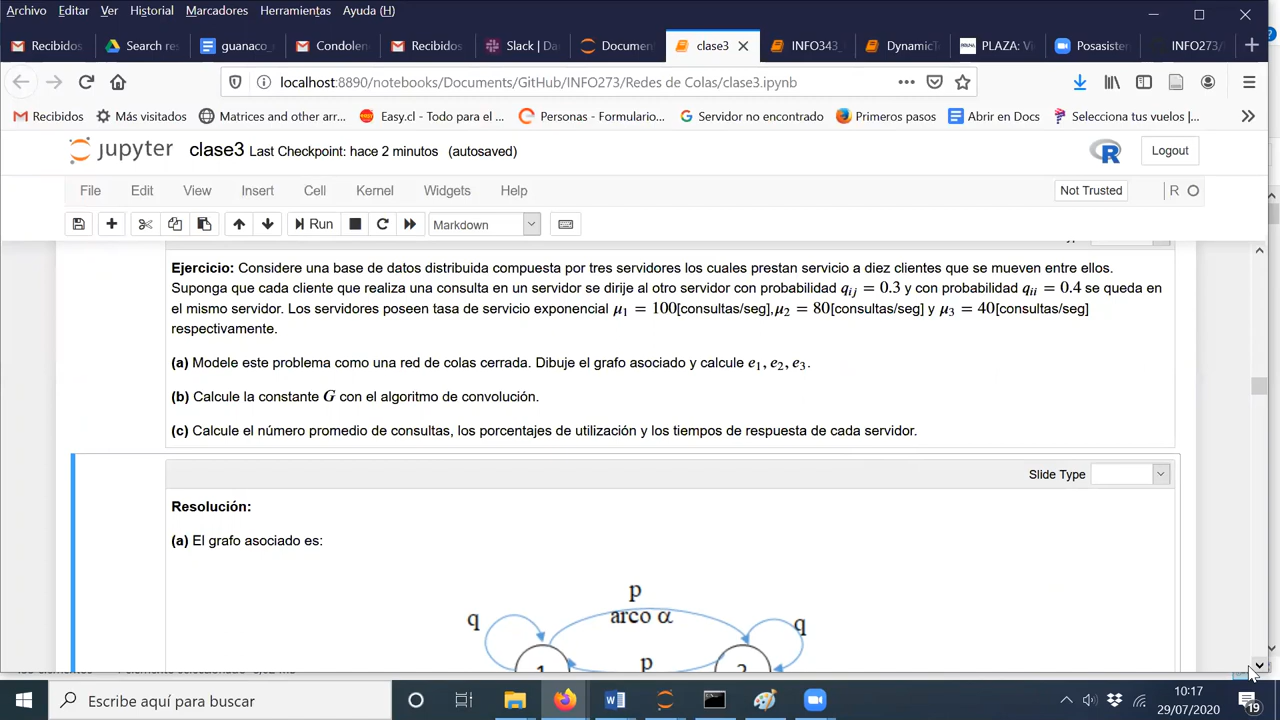 Archivo Editar Ver Historial Marcadores Herramientas Ayuda (H)
Recibidos Search res guanaco_ Condolen Recibidos Slack | Da Documen clase3 INFO343_ DynamicTa PLAZA: Vi Posasister INFO273/
localhost:8890/notebooks/Documents/GitHub/INFO273/Redes de Colas/clase3.ipynb
Recibidos Más visitados Matrices and other arr... Easy.cl - Todo para el ... Personas - Formulario... Servidor no encontrado Primeros pasos Abrir en Docs Selecciona tus vuelos |...
jupyter clase3 Last Checkpoint: hace 2 minutos (autosaved) Logout
File Edit View Insert Cell Kernel Widgets Help Not Trusted R
Run Markdown
Ejercicio: Considere una base de datos distribuida compuesta por tres servidores los cuales prestan servicio a diez clientes que se mueven entre ellos.
Suponga que cada cliente que realiza una consulta en un servidor se dirije al otro servidor con probabilidad qij = 0.3 y con probabilidad qii = 0.4 se queda en
el mismo servidor. Los servidores poseen tasa de servicio exponencial μ1 = 100[consultas/seg],μ2 = 80[consultas/seg] y μ3 = 40[consultas/seg]
respectivamente.
(a) Modele este problema como una red de colas cerrada. Dibuje el grafo asociado y calcule e1, e2, e3.
(b) Calcule la constante G con el algoritmo de convolución.
(c) Calcule el número promedio de consultas, los porcentajes de utilización y los tiempos de respuesta de cada servidor.
Slide Type
Resolución:
(a) El grafo asociado es:
p
q arco α q
p
1 2
Escribe aquí para buscar
10:17
29/07/2020
19